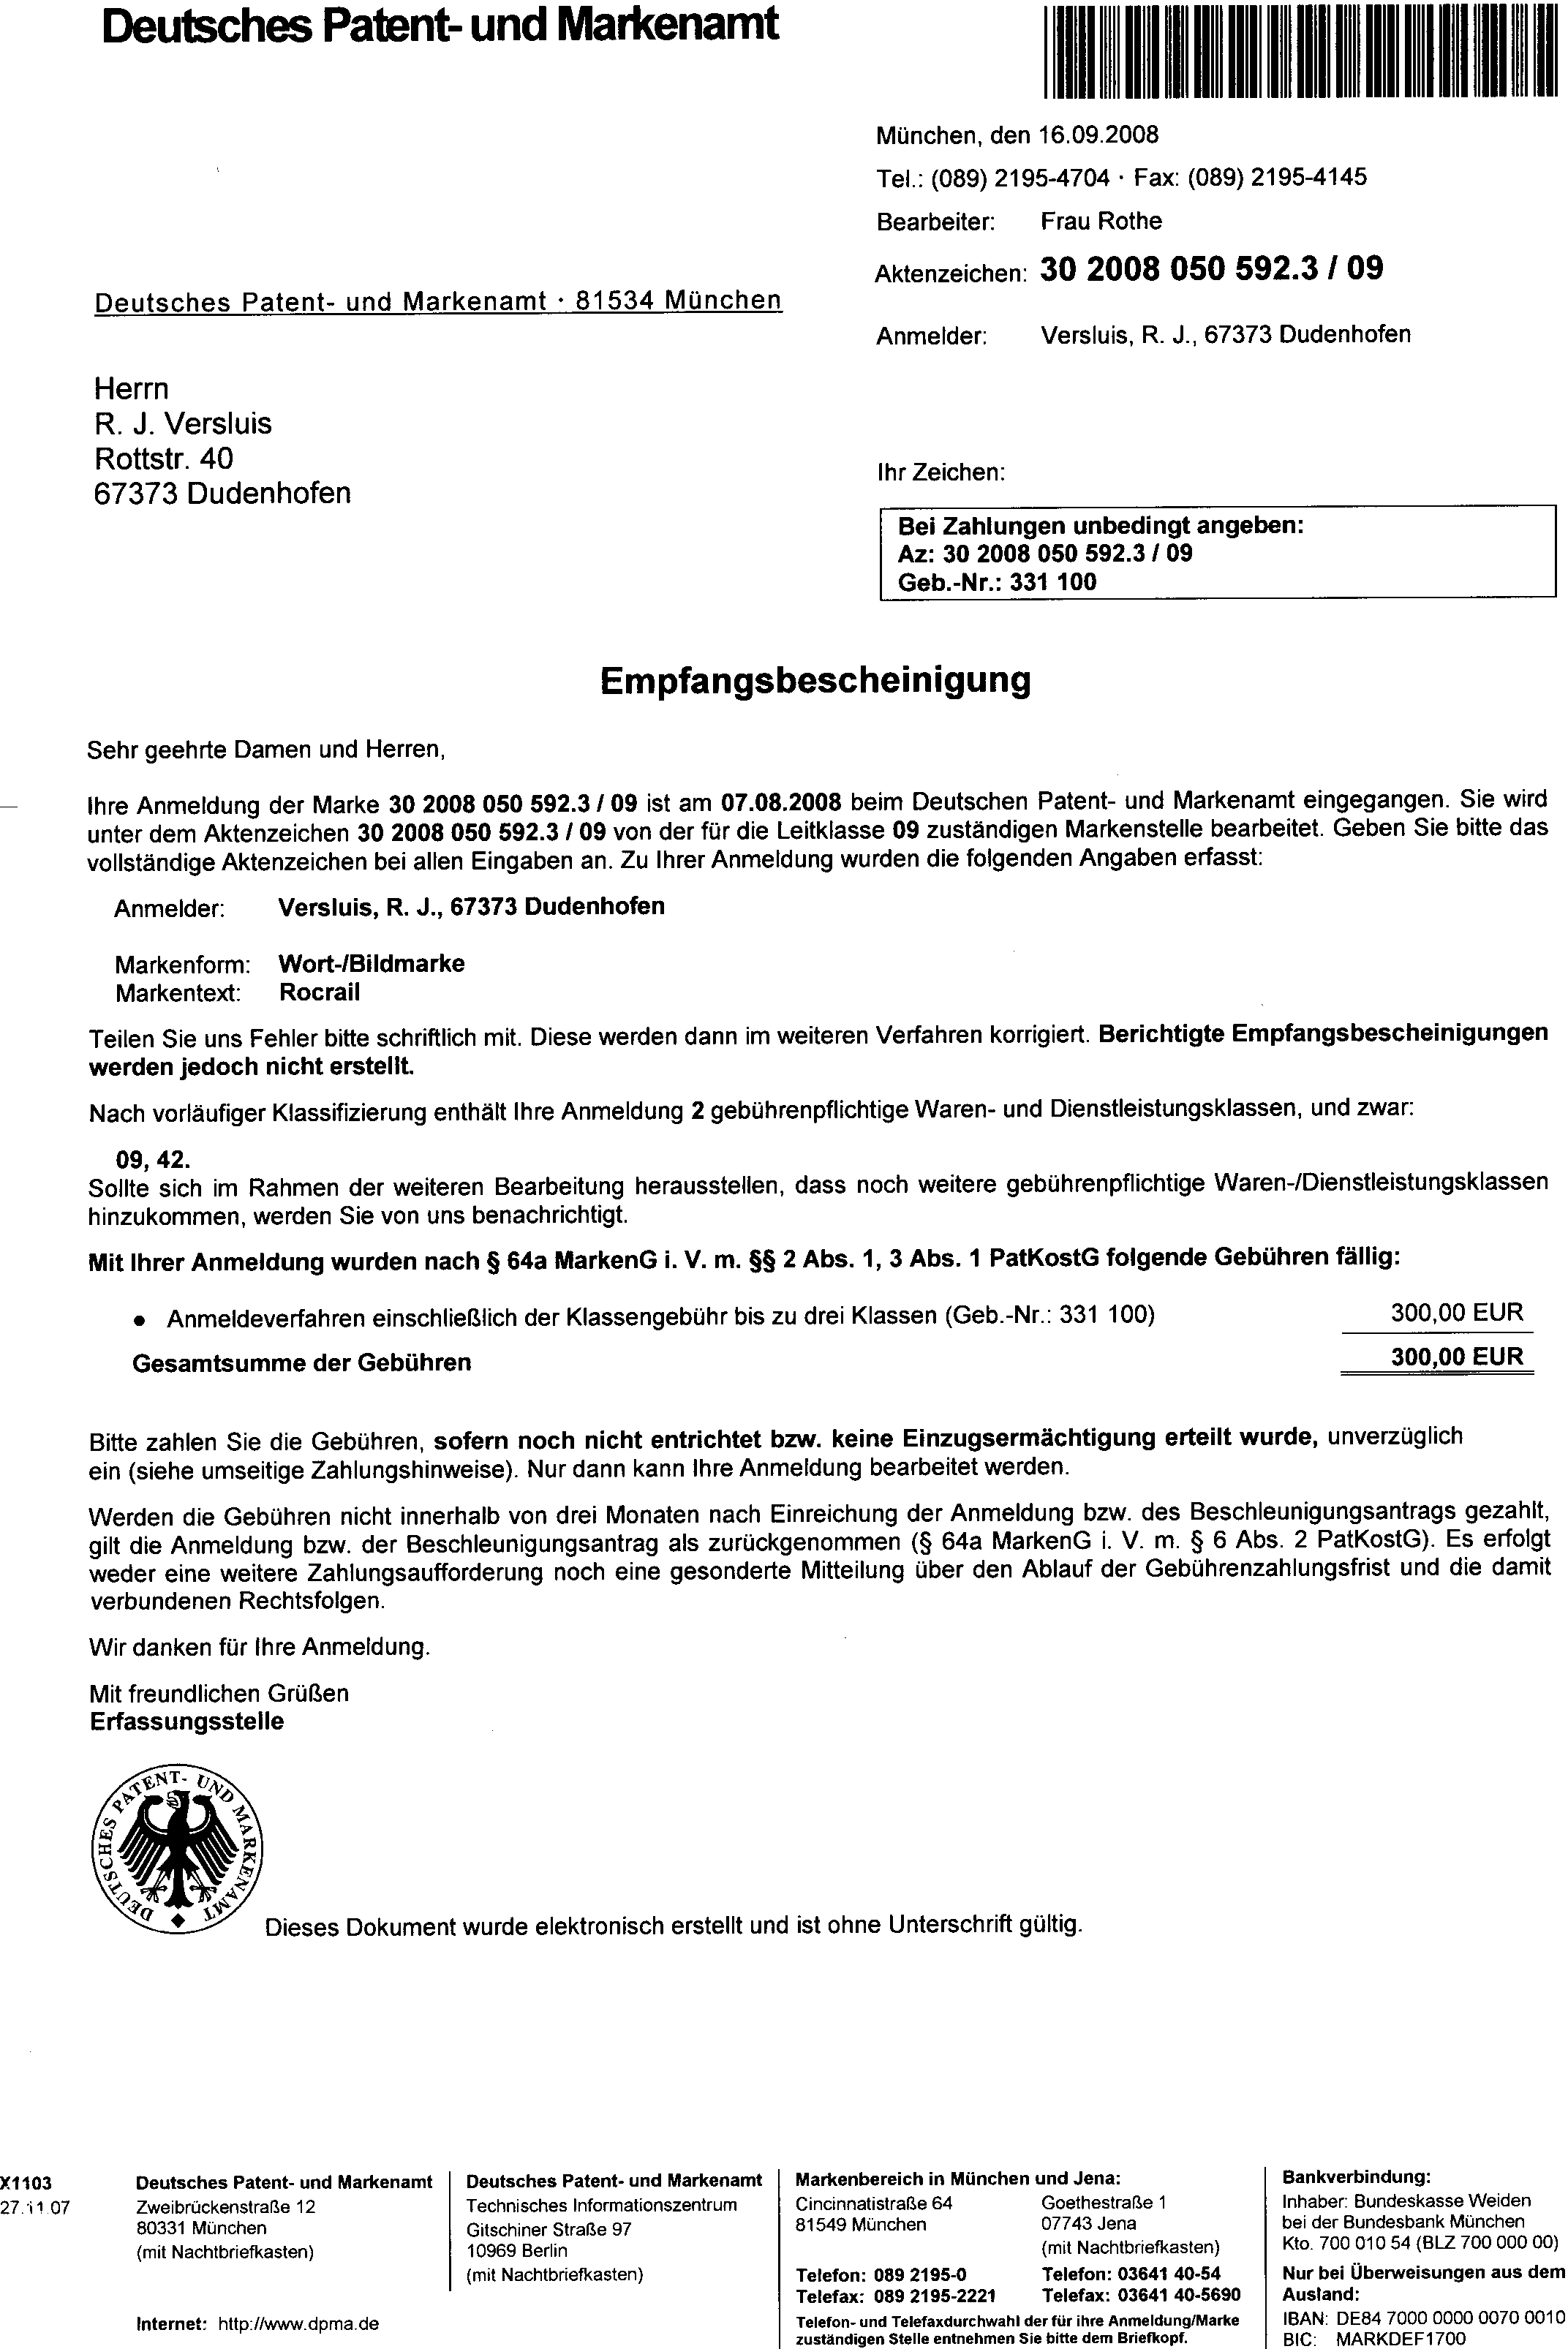 Deutsches Patent- und Markenamt
München, den 16.09.2008
Tel.: (089) 2195-4704 · Fax: (089) 2195-4145
Bearbeiter: Frau Rothe
Aktenzeichen: 30 2008 050 592.3 / 09
Deutsches Patent- und Markenamt · 81534 München
Anmelder: Versluis, R. J., 67373 Dudenhofen
Herrn
R. J. Versluis
Rottstr. 40
67373 Dudenhofen
Ihr Zeichen:
Bei Zahlungen unbedingt angeben:
Az: 30 2008 050 592.3 / 09
Geb.-Nr.: 331 100
Empfangsbescheinigung
Sehr geehrte Damen und Herren,
Ihre Anmeldung der Marke 30 2008 050 592.3 / 09 ist am 07.08.2008 beim Deutschen Patent- und Markenamt eingegangen. Sie wird
unter dem Aktenzeichen 30 2008 050 592.3 / 09 von der für die Leitklasse 09 zuständigen Markenstelle bearbeitet. Geben Sie bitte das
vollständige Aktenzeichen bei allen Eingaben an. Zu Ihrer Anmeldung wurden die folgenden Angaben erfasst:
Anmelder: Versluis, R. J., 67373 Dudenhofen
Markenform: Wort-/Bildmarke
Markentext: Rocrail
Teilen Sie uns Fehler bitte schriftlich mit. Diese werden dann im weiteren Verfahren korrigiert. Berichtigte Empfangsbescheinigungen
werden jedoch nicht erstellt.
Nach vorläufiger Klassifizierung enthält Ihre Anmeldung 2 gebührenpflichtige Waren- und Dienstleistungsklassen, und zwar:
09, 42.
Sollte sich im Rahmen der weiteren Bearbeitung herausstellen, dass noch weitere gebührenpflichtige Waren-/Dienstleistungsklassen
hinzukommen, werden Sie von uns benachrichtigt.
Mit Ihrer Anmeldung wurden nach § 64a MarkenG i. V. m. §§ 2 Abs. 1, 3 Abs. 1 PatKostG folgende Gebühren fällig:
• Anmeldeverfahren einschließlich der Klassengebühr bis zu drei Klassen (Geb.-Nr.: 331 100) 300,00 EUR
Gesamtsumme der Gebühren 300,00 EUR
Bitte zahlen Sie die Gebühren, sofern noch nicht entrichtet bzw. keine Einzugsermächtigung erteilt wurde, unverzüglich
ein (siehe umseitige Zahlungshinweise). Nur dann kann Ihre Anmeldung bearbeitet werden.
Werden die Gebühren nicht innerhalb von drei Monaten nach Einreichung der Anmeldung bzw. des Beschleunigungsantrags gezahlt,
gilt die Anmeldung bzw. der Beschleunigungsantrag als zurückgenommen (§ 64a MarkenG i. V. m. § 6 Abs. 2 PatKostG). Es erfolgt
weder eine weitere Zahlungsaufforderung noch eine gesonderte Mitteilung über den Ablauf der Gebührenzahlungsfrist und die damit
verbundenen Rechtsfolgen.
Wir danken für Ihre Anmeldung.
Mit freundlichen Grüßen
Erfassungsstelle
DEUTSCHES PATENT- UND MARKENAMT
Dieses Dokument wurde elektronisch erstellt und ist ohne Unterschrift gültig.
X1103
27.11.07
Deutsches Patent- und Markenamt
Zweibrückenstraße 12
80331 München
(mit Nachtbriefkasten)
Internet: http://www.dpma.de
Deutsches Patent- und Markenamt
Technisches Informationszentrum
Gitschiner Straße 97
10969 Berlin
(mit Nachtbriefkasten)
Markenbereich in München und Jena:
Cincinnatistraße 64 Goethestraße 1
81549 München 07743 Jena
(mit Nachtbriefkasten)
Telefon: 089 2195-0 Telefon: 03641 40-54
Telefax: 089 2195-2221 Telefax: 03641 40-5690
Telefon- und Telefaxdurchwahl der für ihre Anmeldung/Marke
zuständigen Stelle entnehmen Sie bitte dem Briefkopf.
Bankverbindung:
Inhaber: Bundeskasse Weiden
bei der Bundesbank München
Kto. 700 010 54 (BLZ 700 000 00)
Nur bei Überweisungen aus dem
Ausland:
IBAN: DE84 7000 0000 0070 0010
BIC: MARKDEF1700